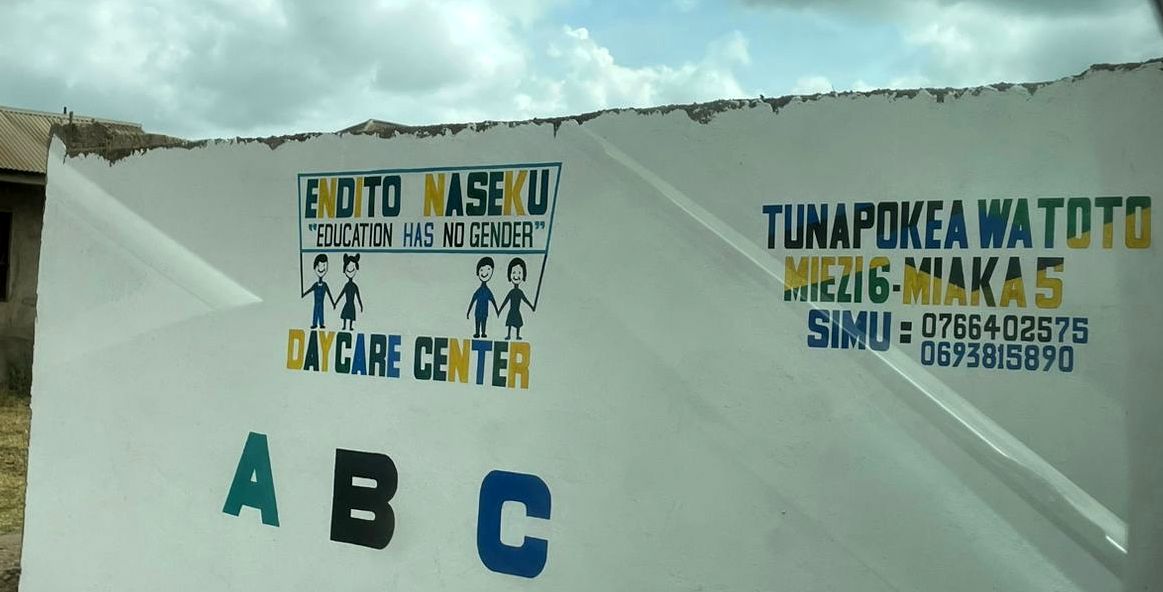 ENDITO NASEKU
"EDUCATION HAS NO GENDER"
DAYCARE CENTER
A B C
TUNAPOKEA WATOTO
MIEZI 6 - MIAKA 5
SIMU : 0766402575
0693815890